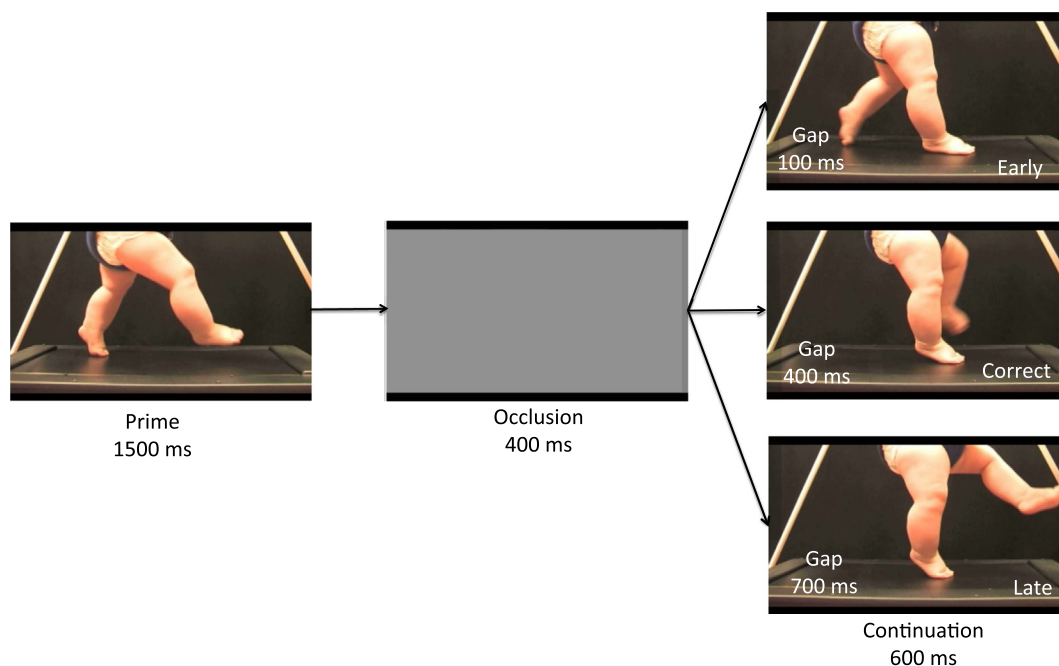 Prime
1500 ms
Occlusion
400 ms
Gap
100 ms
Early
Gap
400 ms
Correct
Gap
700 ms
Late
Continuation
600 ms